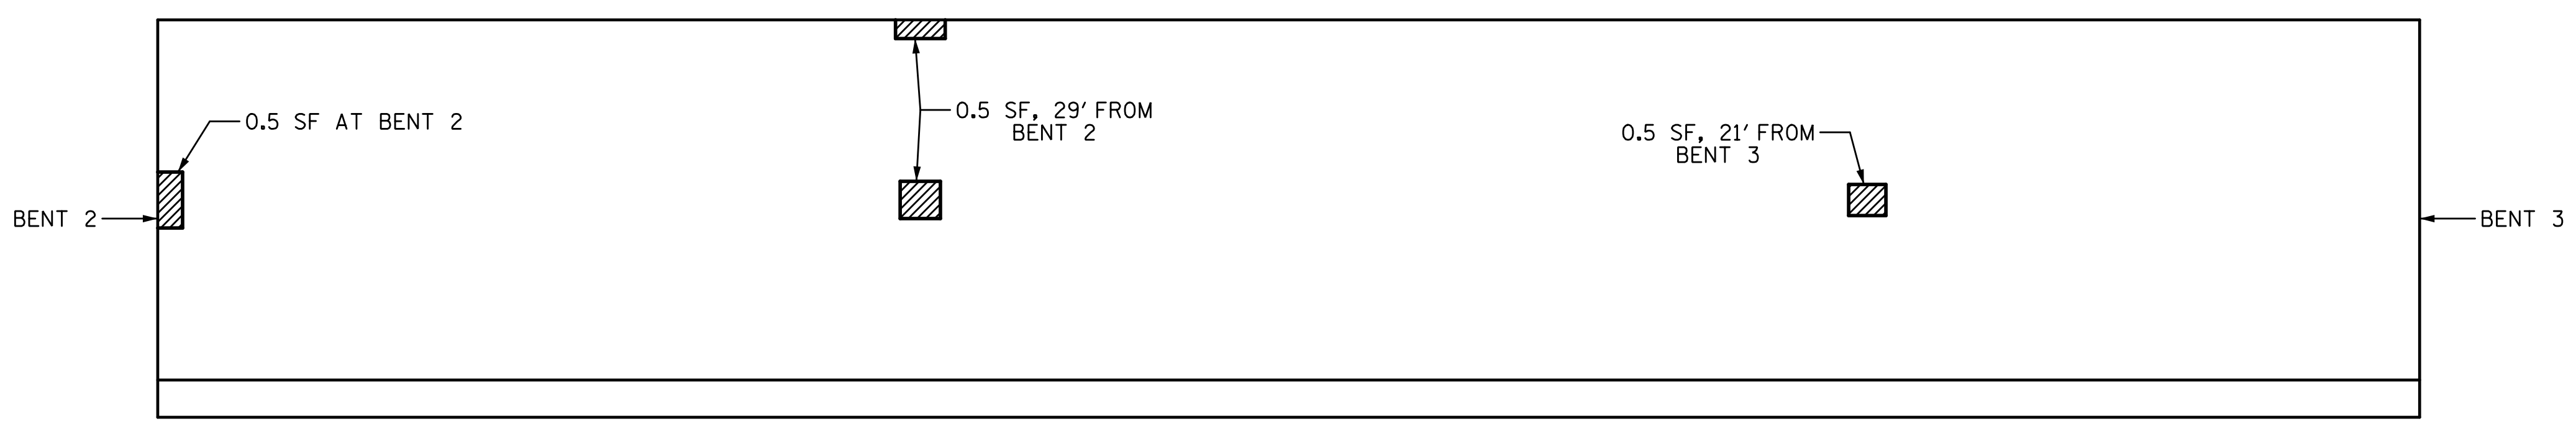 0.5 SF AT BENT 2
0.5 SF, 29' FROM
BENT 2
0.5 SF, 21' FROM
BENT 3
BENT 2
BENT 3